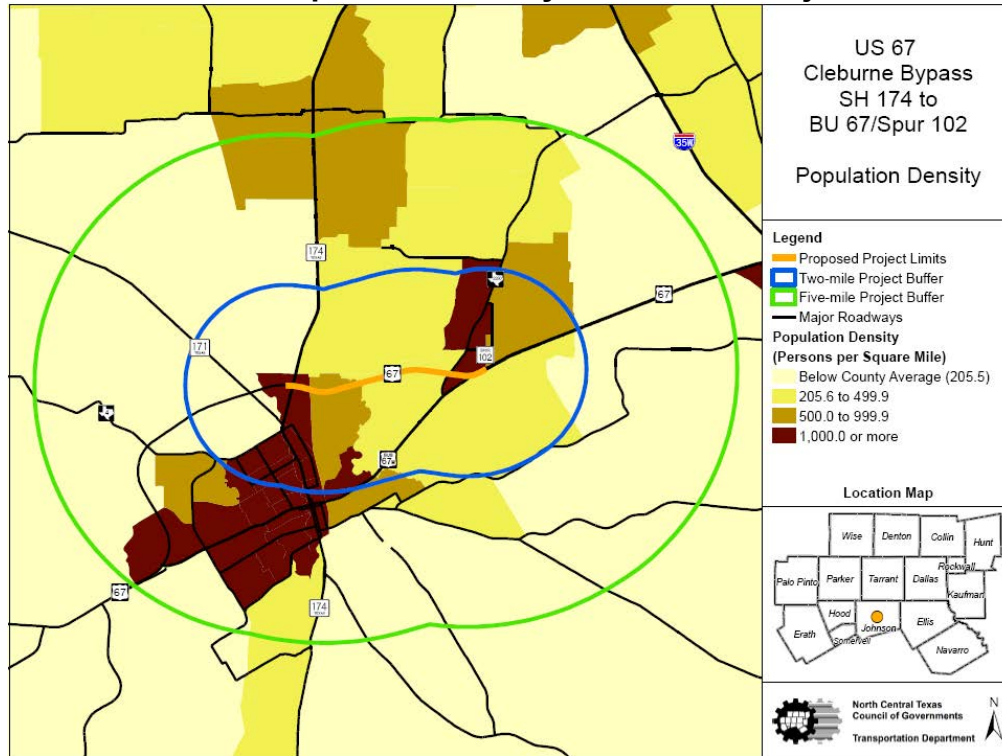 US 67
Cleburne Bypass
SH 174 to
BU 67/Spur 102
Population Density
Legend
Proposed Project Limits
Two-mile Project Buffer
Five-mile Project Buffer
Major Roadways
Population Density
(Persons per Square Mile)
Below County Average (205.5)
205.6 to 499.9
500.0 to 999.9
1,000.0 or more
Location Map
Wise
Denton
Collin
Hunt
Rockwall
Palo Pinto
Parker
Tarrant
Dallas
Kaufman
Hood
Johnson
Ellis
Erath
Somervell
Navarro
North Central Texas
Council of Governments
Transportation Department
N
35W
174
67
171
102
67
67
174